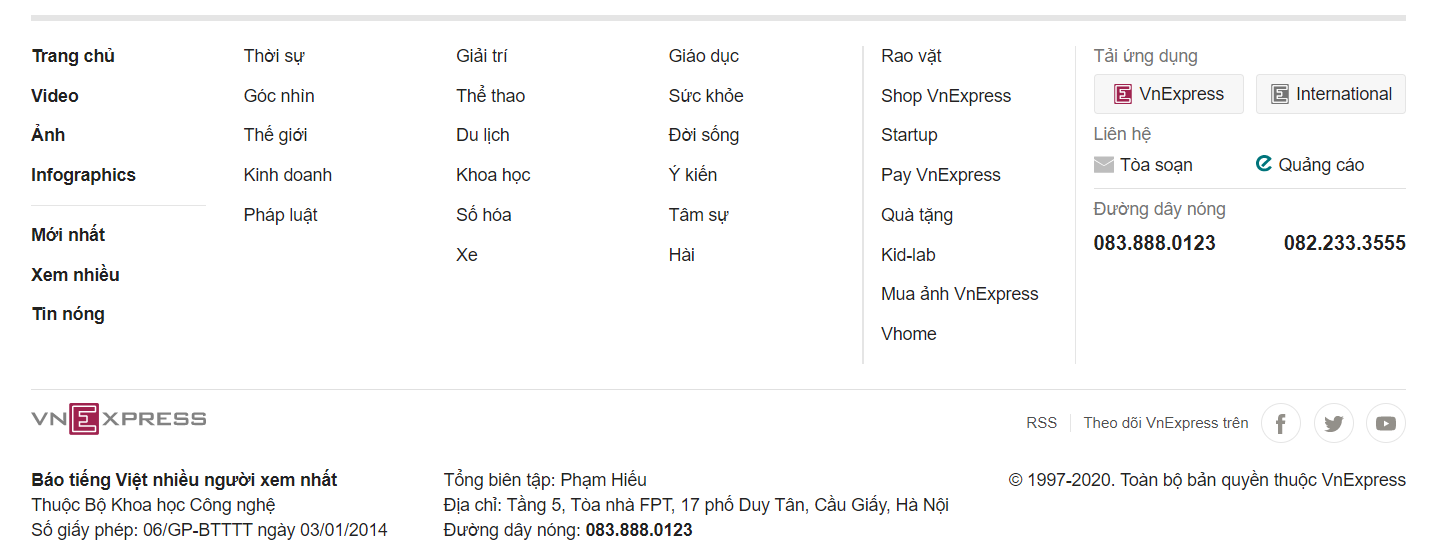 Trang chủ
Video
Ảnh
Infographics
Mới nhất
Xem nhiều
Tin nóng
Thời sự
Góc nhìn
Thế giới
Kinh doanh
Pháp luật
Giải trí
Thể thao
Du lịch
Khoa học
Số hóa
Xe
Giáo dục
Sức khỏe
Đời sống
Ý kiến
Tâm sự
Hài
Rao vặt
Shop VnExpress
Startup
Pay VnExpress
Quà tặng
Kid-lab
Mua ảnh VnExpress
Vhome
Tải ứng dụng
E VnExpress E International
Liên hệ
Tòa soạn e Quảng cáo
Đường dây nóng
083.888.0123 082.233.3555
VNEXPRESS
RSS Theo dõi VnExpress trên f
Báo tiếng Việt nhiều người xem nhất
Thuộc Bộ Khoa học Công nghệ
Số giấy phép: 06/GP-BTTTT ngày 03/01/2014
Tổng biên tập: Phạm Hiếu
Địa chỉ: Tầng 5, Tòa nhà FPT, 17 phố Duy Tân, Cầu Giấy, Hà Nội
Đường dây nóng: 083.888.0123
© 1997-2020. Toàn bộ bản quyền thuộc VnExpress